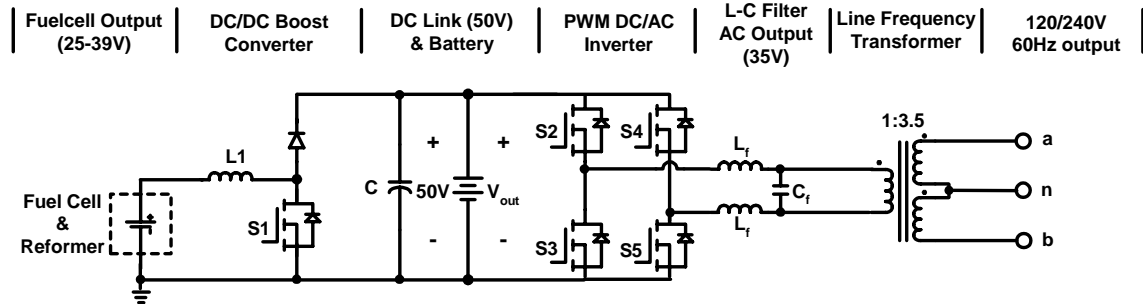 Fuelcell Output
(25-39V)
DC/DC Boost
Converter
DC Link (50V)
& Battery
PWM DC/AC
Inverter
L-C Filter
AC Output
(35V)
Line Frequency
Transformer
120/240V
60Hz output
Fuel Cell
&
Reformer
L1
S1
C
+
50V
-
+
Vout
-
S2
S4
S3
S5
Lf
Cf
Lf
1:3.5
a
n
b